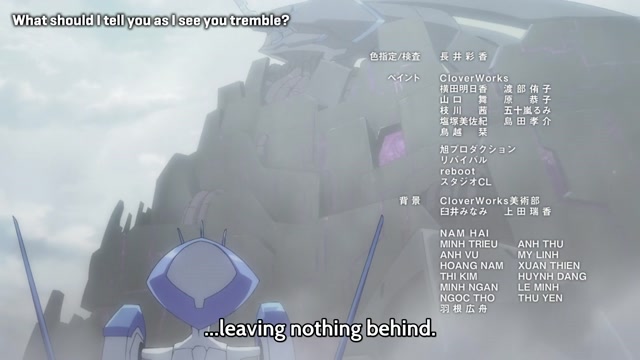 What should I tell you as I see you tremble?
色指定/検査 長井彩香
ペイント CloverWorks
横田明日香 渡部侑子
山口舞 原恭子
枝川茜 五十嵐るみ
塩塚美佐紀 島田孝介
鳥越栞
旭プロダクション
リバイバル
reboot
スタジオCL
背景 CloverWorks美術部
臼井みなみ 上田瑞香
NAM HAI
MINH TRIEU ANH THU
ANH VU MY LINH
HOANG NAM XUAN THIEN
THI KIM HUYNH DANG
MINH NGAN LE MINH
NGOC THO THU YEN
羽根広舟
...leaving nothing behind.